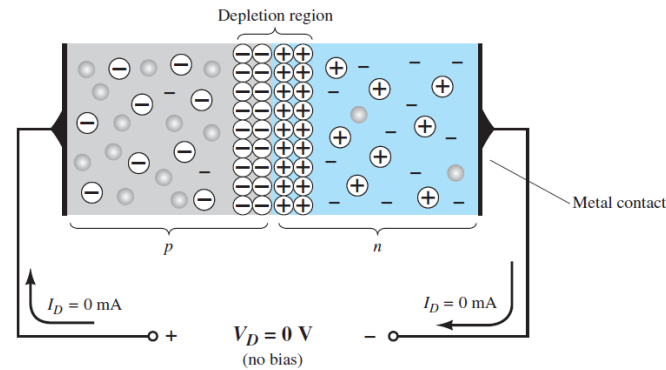 Depletion region
p
n
Metal contact
I_D = 0 mA
I_D = 0 mA
+ V_D = 0 V −
(no bias)